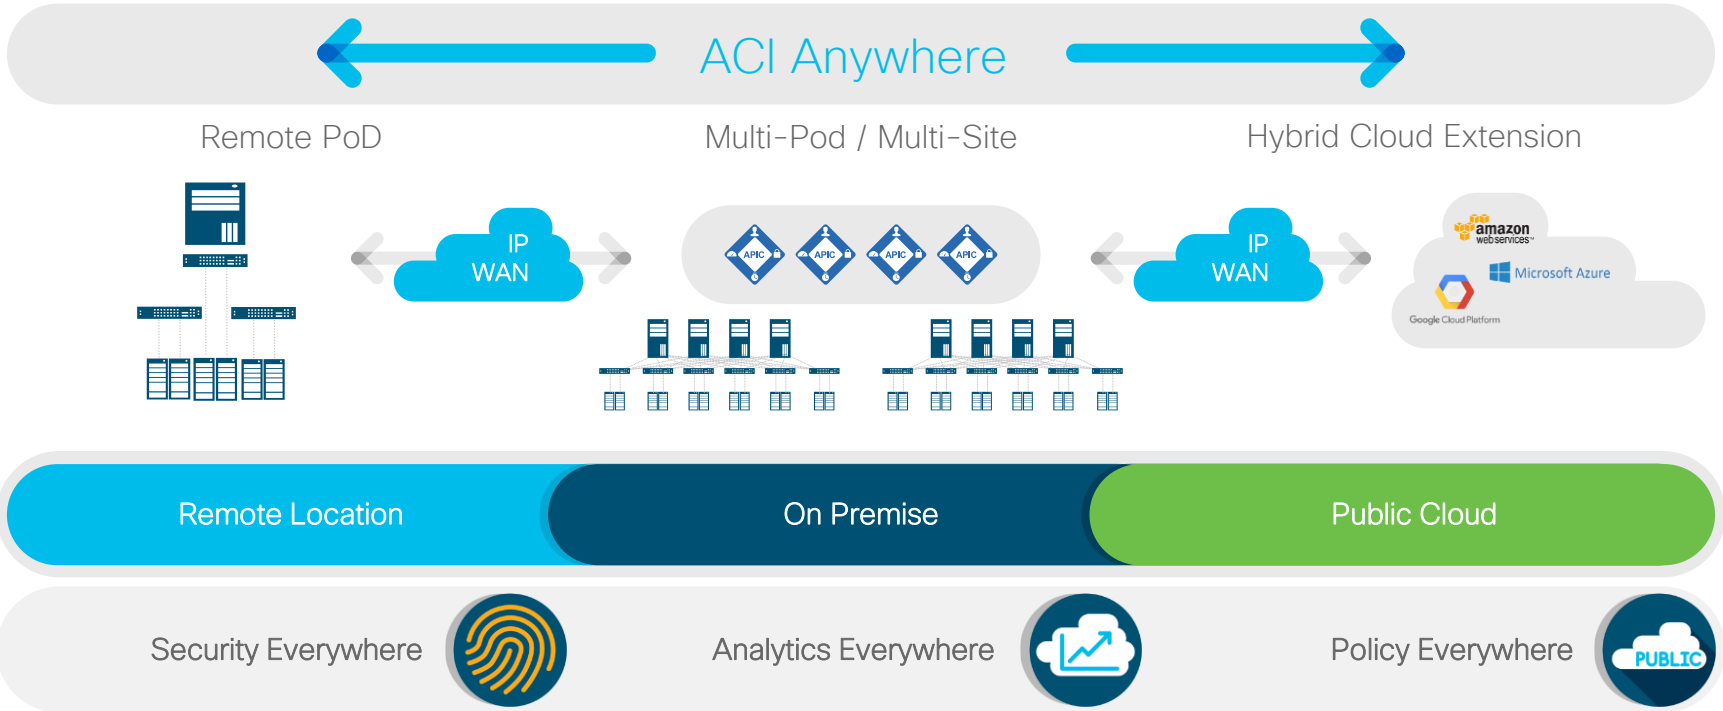 ACI Anywhere
Remote PoD
Multi-Pod / Multi-Site
Hybrid Cloud Extension
IP
WAN
APIC
APIC
APIC
APIC
IP
WAN
amazon
webservices™
Microsoft Azure
Google Cloud Platform
Remote Location
On Premise
Public Cloud
Security Everywhere
Analytics Everywhere
Policy Everywhere
PUBLIC